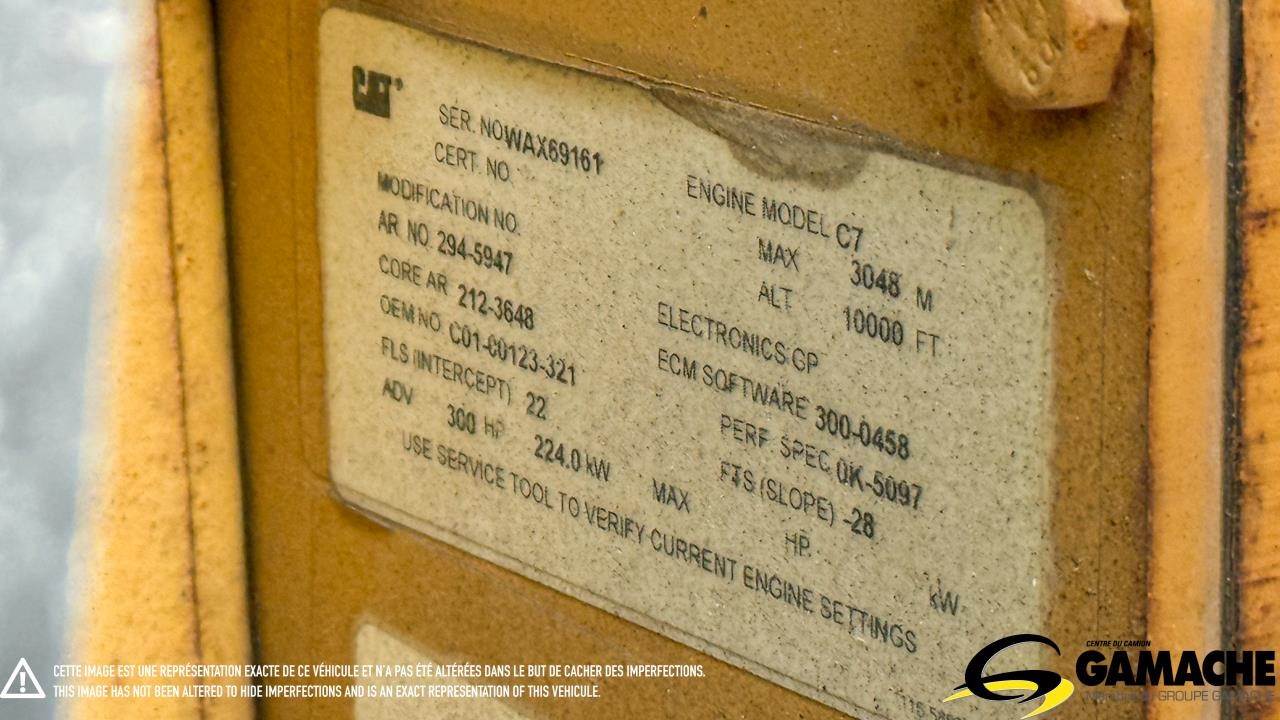 CAT®
SER. NO WAX69161
CERT. NO.
MODIFICATION NO.
AR NO. 294-5947
CORE AR 212-3648
OEM NO. C01-00123-321
FLS (INTERCEPT) 22
ADV 300 HP 224.0 kW
ENGINE MODEL C7
MAX 3048 M
ALT 10000 FT
ELECTRONICS GP
ECM SOFTWARE 300-0458
PERF SPEC 0K-5097
FTS (SLOPE) -28
MAX HP. kW
USE SERVICE TOOL TO VERIFY CURRENT ENGINE SETTINGS
CETTE IMAGE EST UNE REPRÉSENTATION EXACTE DE CE VÉHICULE ET N'A PAS ÉTÉ ALTÉRÉES DANS LE BUT DE CACHER DES IMPERFECTIONS.
THIS IMAGE HAS NOT BEEN ALTERED TO HIDE IMPERFECTIONS AND IS AN EXACT REPRESENTATION OF THIS VEHICULE.
CENTRE DU CAMION
GAMACHE
GROUPE GAMACHE